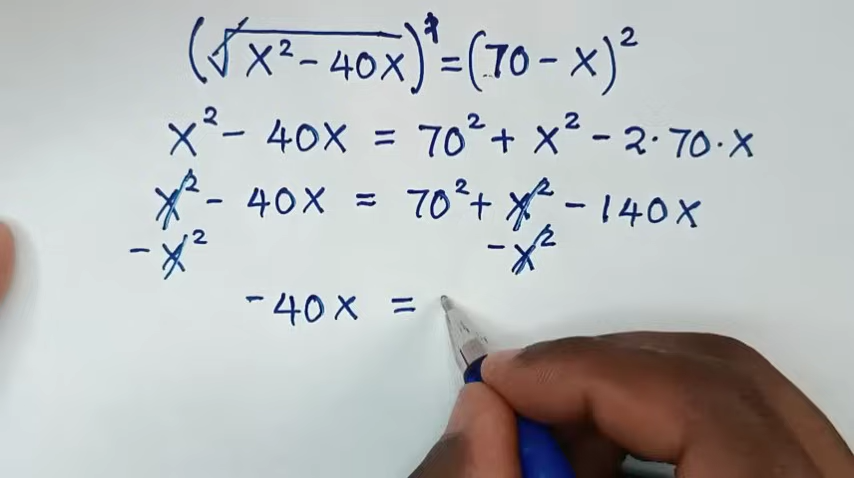 (√(x² - 40x))² = (70 - x)²
x² - 40x = 70² + x² - 2·70·x
x² - 40x = 70² + x² - 140x
- x² - x²
-40x =